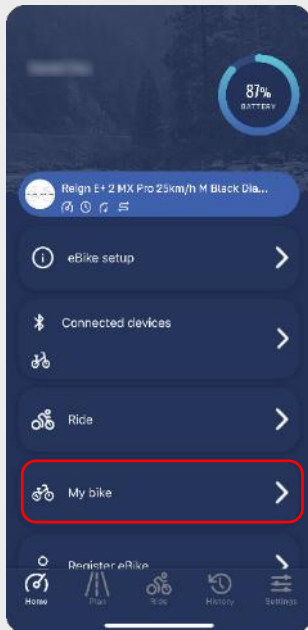 87%
BATTERY
Reign E+ 2 MX Pro 25km/h M Black Dia...
eBike setup
Connected devices
Ride
My bike
Register eBike
Home Plan Ride History Settings